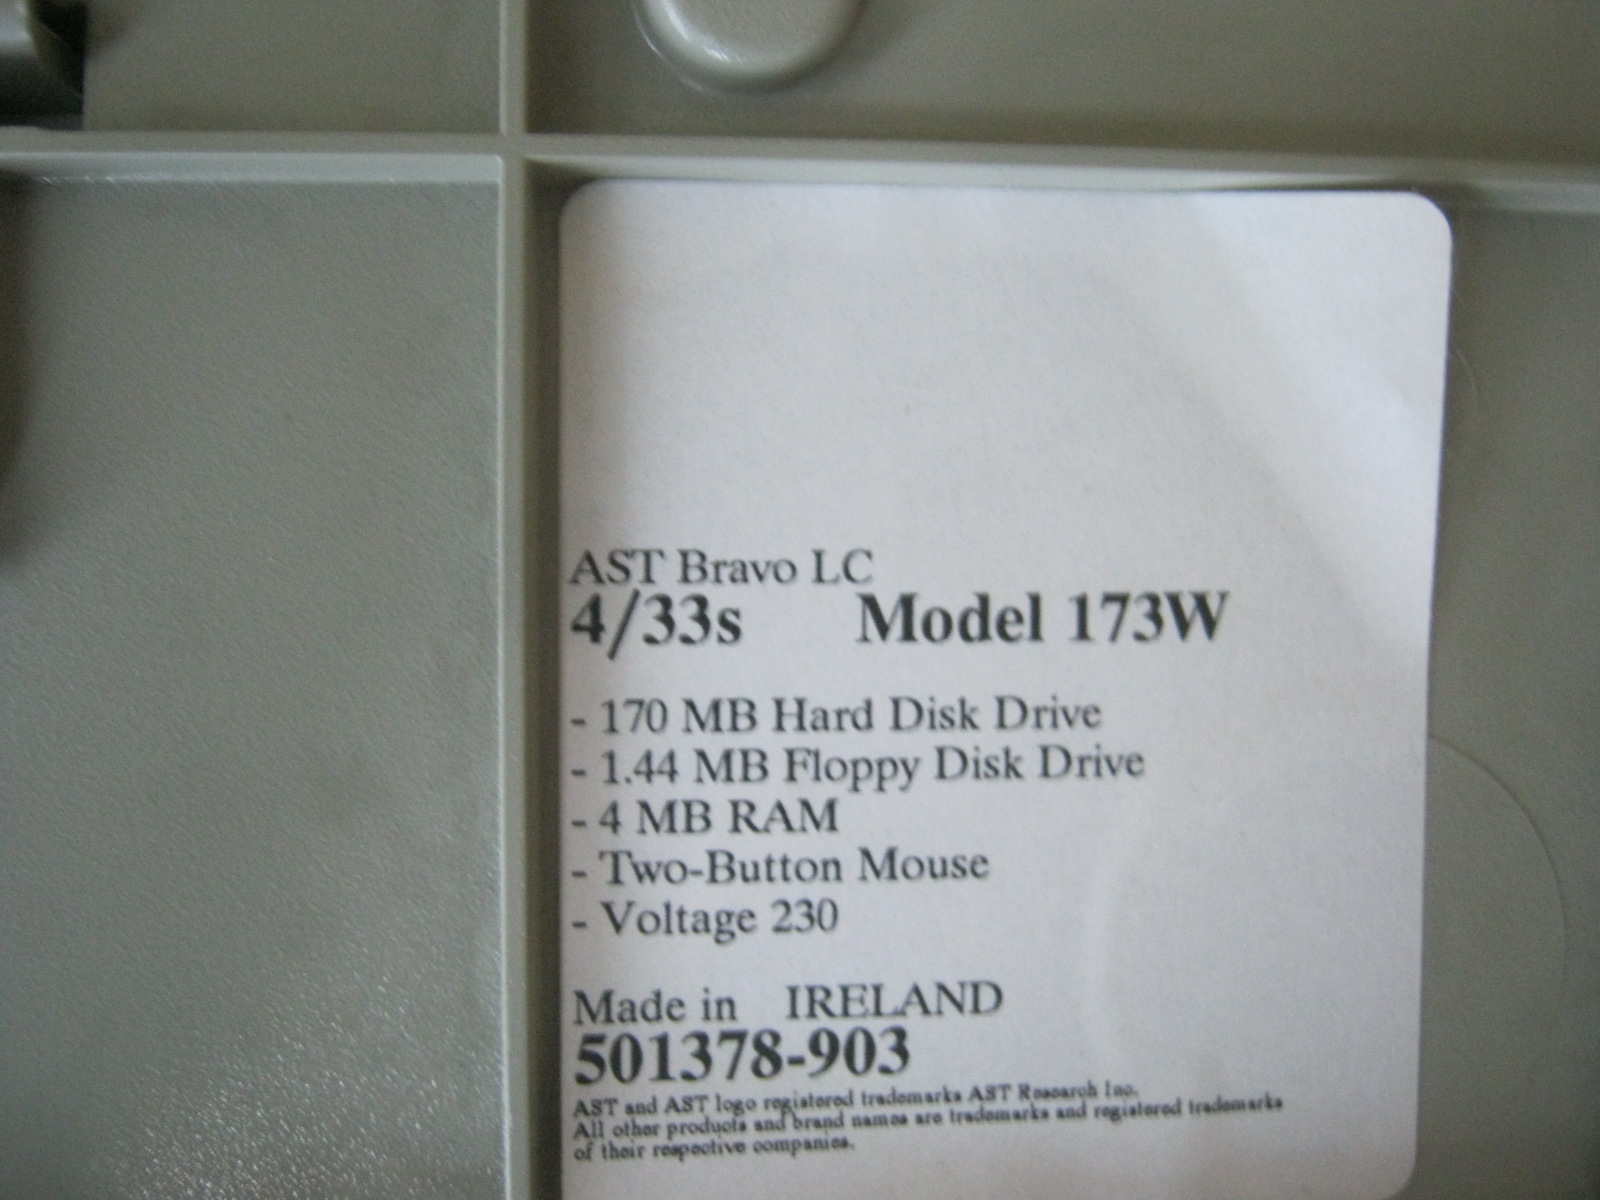 AST Bravo LC
4/33s Model 173W
- 170 MB Hard Disk Drive
- 1.44 MB Floppy Disk Drive
- 4 MB RAM
- Two-Button Mouse
- Voltage 230
Made in IRELAND
501378-903
AST and AST logo registered trademarks AST Research Inc.
All other products and brand names are trademarks and registered trademarks
of their respective companies.